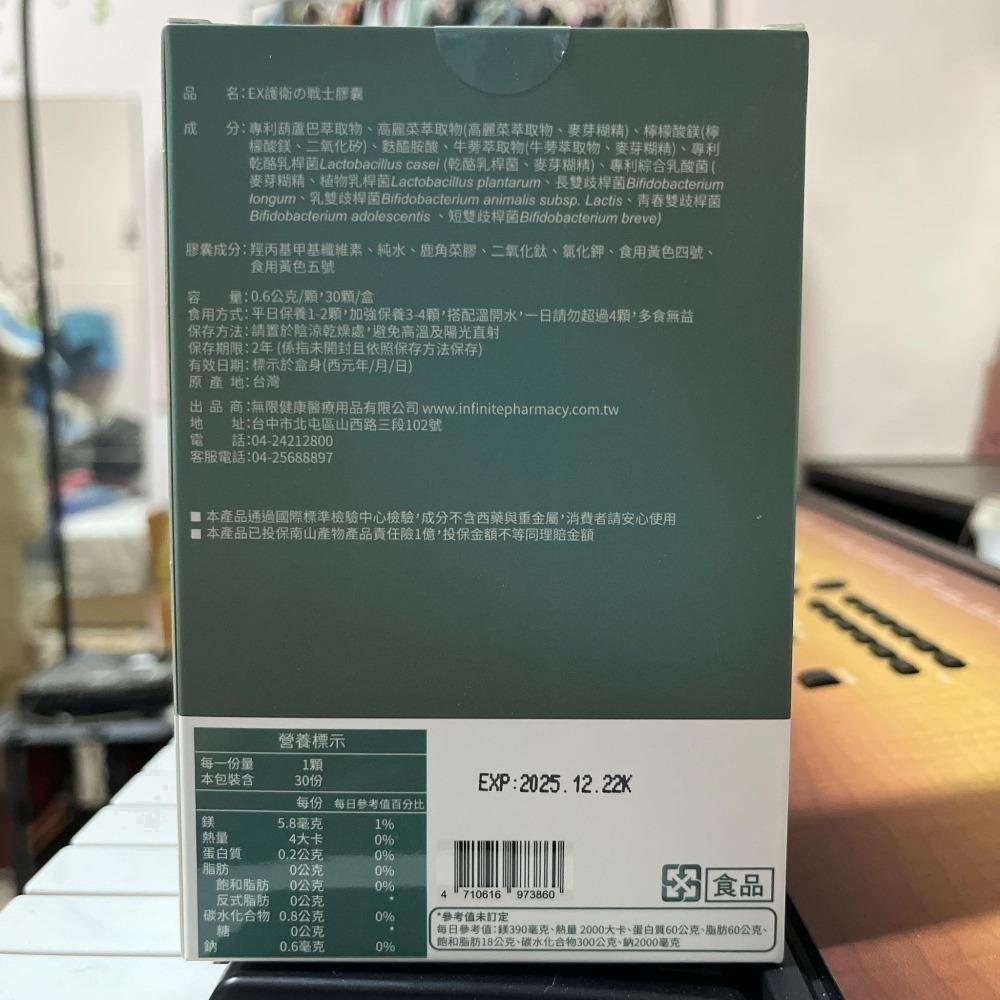 品 名:EX護衛の戰士膠囊
成 分:專利葫蘆巴萃取物、高麗菜萃取物(高麗菜萃取物、麥芽糊精)、檸檬酸鎂(檸
檬酸鎂、二氧化矽)、麩醯胺酸、牛蒡萃取物(牛蒡萃取物、麥芽糊精)、專利
乾酪乳桿菌Lactobacillus casei (乾酪乳桿菌、麥芽糊精)、專利綜合乳酸菌(
麥芽糊精、植物乳桿菌Lactobacillus plantarum、長雙歧桿菌Bifidobacterium
longum、乳雙歧桿菌Bifidobacterium animalis subsp. Lactis、青春雙歧桿菌
Bifidobacterium adolescentis 、短雙歧桿菌Bifidobacterium breve)
膠囊成分:羥丙基甲基纖維素、純水、鹿角菜膠、二氧化鈦、氯化鉀、食用黃色四號、
食用黃色五號
容 量:0.6公克/顆,30顆/盒
食用方式:平日保養1-2顆,加強保養3-4顆,搭配溫開水,一日請勿超過4顆,多食無益
保存方法:請置於陰涼乾燥處,避免高溫及陽光直射
保存期限:2年 (係指未開封且依照保存方法保存)
有效日期:標示於盒身(西元年/月/日)
原 產 地:台灣
出 品 商:無限健康醫療用品有限公司 www.infinitepharmacy.com.tw
地 址:台中市北屯區山西路三段102號
電 話:04-24212800
客服電話:04-25688897
■ 本產品通過國際標準檢驗中心檢驗,成分不含西藥與重金屬,消費者請安心使用
■ 本產品已投保南山產物產品責任險1億,投保金額不等同理賠金額
營養標示
每一份量 1顆
本包裝含 30份
每份 每日參考值百分比
鎂 5.8毫克 1%
熱量 4大卡 0%
蛋白質 0.2公克 0%
脂肪 0公克 0%
飽和脂肪 0公克 0%
反式脂肪 0公克 *
碳水化合物 0.8公克 0%
糖 0公克 *
鈉 0.6毫克 0%
EXP:2025.12.22K
4 710616 973860
食品
*參考值未訂定
每日參考值:鎂390毫克、熱量 2000大卡、蛋白質60公克、脂肪60公克、
飽和脂肪18公克、碳水化合物300公克、鈉2000毫克